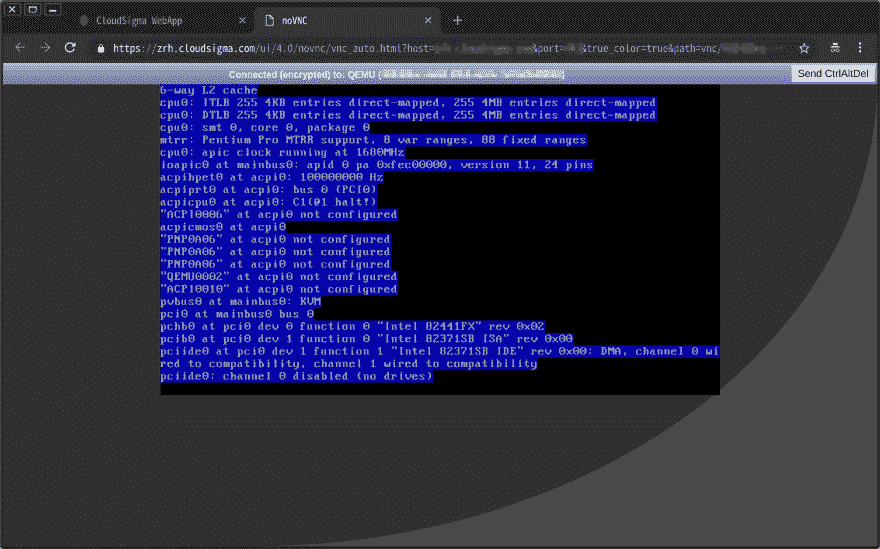 CloudSigma WebApp
noVNC
https://zrh.cloudsigma.com/ui/4.0/novnc/vnc_auto.html?host= &port= &true_color=true&path=vnc/
Connected (encrypted) to: QEMU ( )
Send CtrlAltDel
6-way L2 cache
cpu0: ITLB 255 4KB entries direct-mapped, 255 4MB entries direct-mapped
cpu0: DTLB 255 4KB entries direct-mapped, 255 4MB entries direct-mapped
cpu0: smt 0, core 0, package 0
mtrr: Pentium Pro MTRR support, 8 var ranges, 88 fixed ranges
cpu0: apic clock running at 1680MHz
ioapic0 at mainbus0: apid 0 pa 0xfec00000, version 11, 24 pins
acpihpet0 at acpi0: 100000000 Hz
acpiprt0 at acpi0: bus 0 (PCI0)
acpicpu0 at acpi0: C1(@1 halt!)
"ACPI0006" at acpi0 not configured
acpicmos0 at acpi0
"PNP0A06" at acpi0 not configured
"PNP0A06" at acpi0 not configured
"PNP0A06" at acpi0 not configured
"QEMU0002" at acpi0 not configured
"ACPI0010" at acpi0 not configured
pvbus0 at mainbus0: KVM
pci0 at mainbus0 bus 0
pchb0 at pci0 dev 0 function 0 "Intel 82441FX" rev 0x02
pcib0 at pci0 dev 1 function 0 "Intel 82371SB ISA" rev 0x00
pciide0 at pci0 dev 1 function 1 "Intel 82371SB IDE" rev 0x00: DMA, channel 0 wi
red to compatibility, channel 1 wired to compatibility
pciide0: channel 0 disabled (no drives)